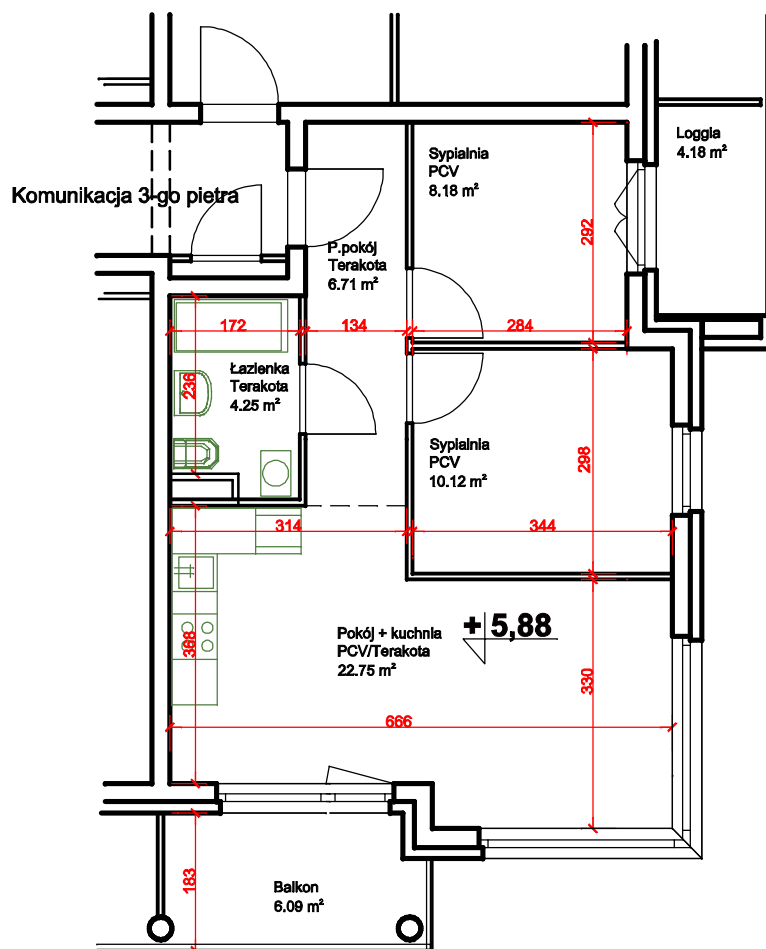 Sypialnia
PCV
8.18 m²
Loggia
4.18 m²
Komunikacja 3-go pietra
292
P.pokój
Terakota
6.71 m²
172
134
284
Łazienka
Terakota
4.25 m²
236
Sypialnia
PCV
10.12 m²
298
314
344
Pokój + kuchnia
PCV/Terakota
22.75 m²
+ 5,88
368
330
666
183
Balkon
6.09 m²